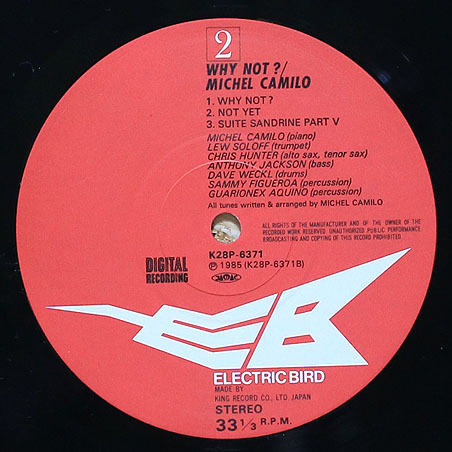 2
WHY NOT?/
MICHEL CAMILO
1. WHY NOT?
2. NOT YET
3. SUITE SANDRINE PART V
MICHEL CAMILO (piano)
LEW SOLOFF (trumpet)
CHRIS HUNTER (alto sax, tenor sax)
ANTHONY JACKSON (bass)
DAVE WECKL (drums)
SAMMY FIGUEROA (percussion)
GUARIONEX AQUINO (percussion)
All tunes written & arranged by MICHEL CAMILO
ALL RIGHTS OF THE MANUFACTURER AND OF THE OWNER OF THE
RECORDED WORK RESERVED. UNAUTHORIZED PUBLIC PERFORMANCE
BROADCASTING AND COPYING OF THIS RECORD PROHIBITED.
K28P-6371
℗ 1985 (K28P-6371B)
DIGITAL
RECORDING
JASRAC
EB
ELECTRIC BIRD
MADE BY
KING RECORD CO., LTD. JAPAN
STEREO
33 1/3 R.P.M.